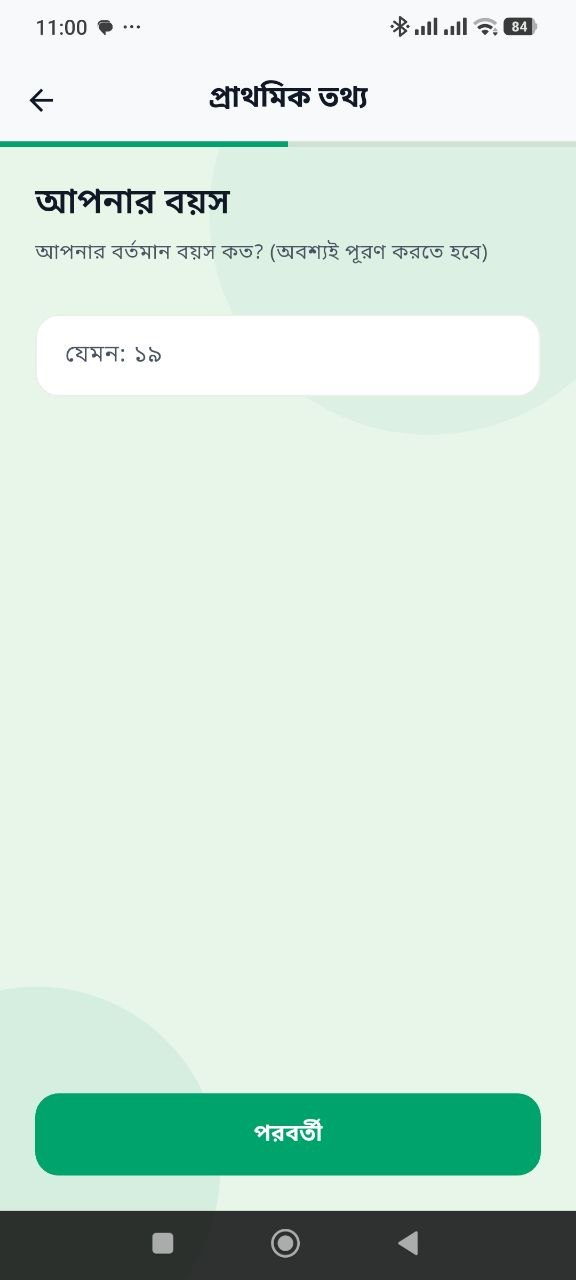 11:00
84
প্রাথমিক তথ্য
আপনার বয়স
আপনার বর্তমান বয়স কত? (অবশ্যই পূরণ করতে হবে)
যেমন: ১৯
পরবর্তী